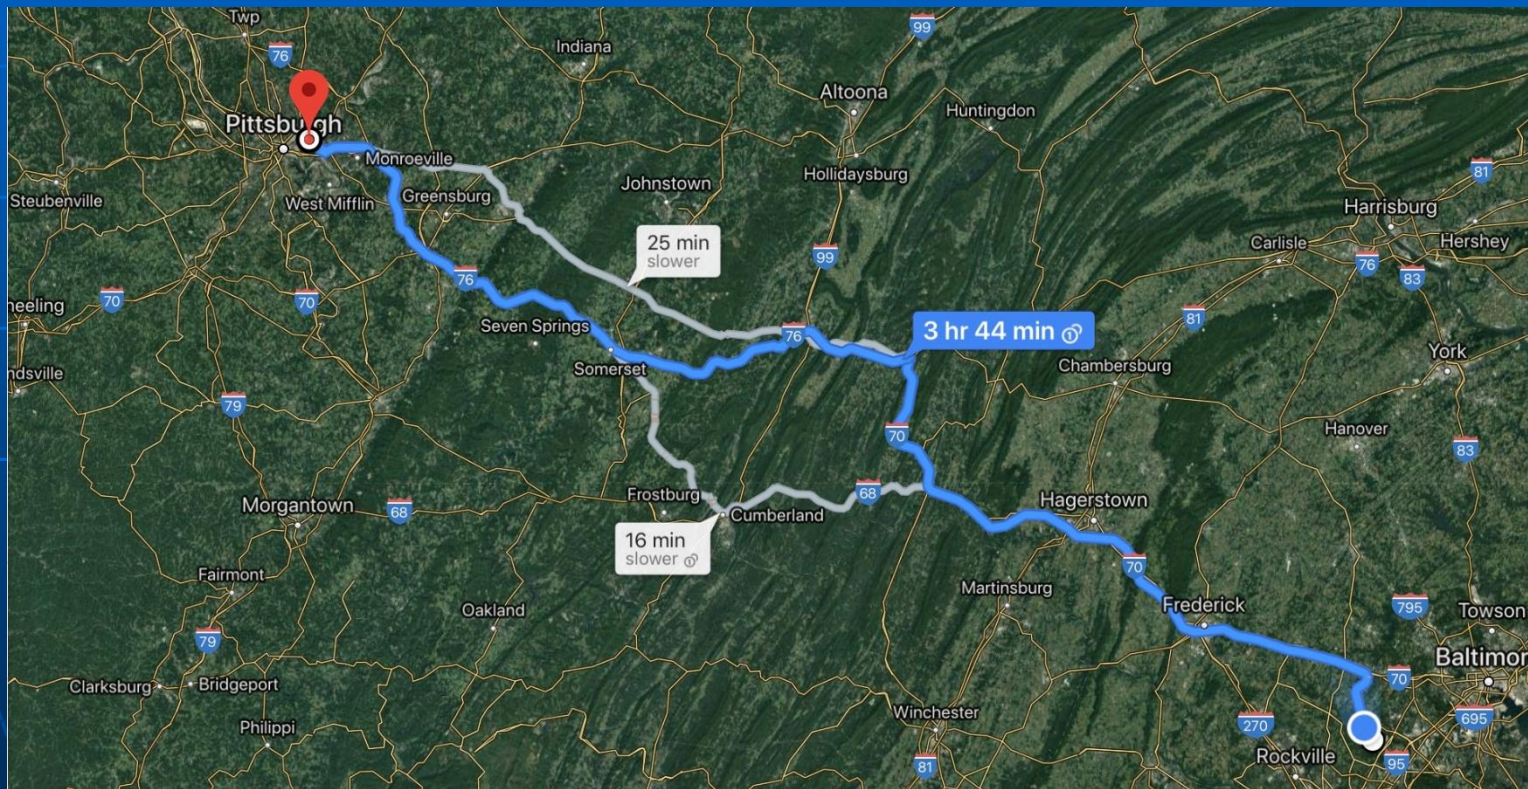 Twp
76
Indiana
99
Altoona
Huntingdon
Pittsburgh
Monroeville
Hollidaysburg
81
Steubenville
West Mifflin
Greensburg
Johnstown
Harrisburg
25 min
slower
Carlisle
Hershey
99
76
83
76
eeling
70
70
Seven Springs
76
3 hr 44 min
81
York
ndsville
Somerset
Chambersburg
79
70
Hanover
83
Morgantown
68
Frostburg
Cumberland
68
Hagerstown
16 min
slower
Fairmont
70
Martinsburg
Oakland
Frederick
795
Towson
79
Baltimor
Clarksburg
Bridgeport
70
Philippi
Winchester
270
695
Rockville
81
95